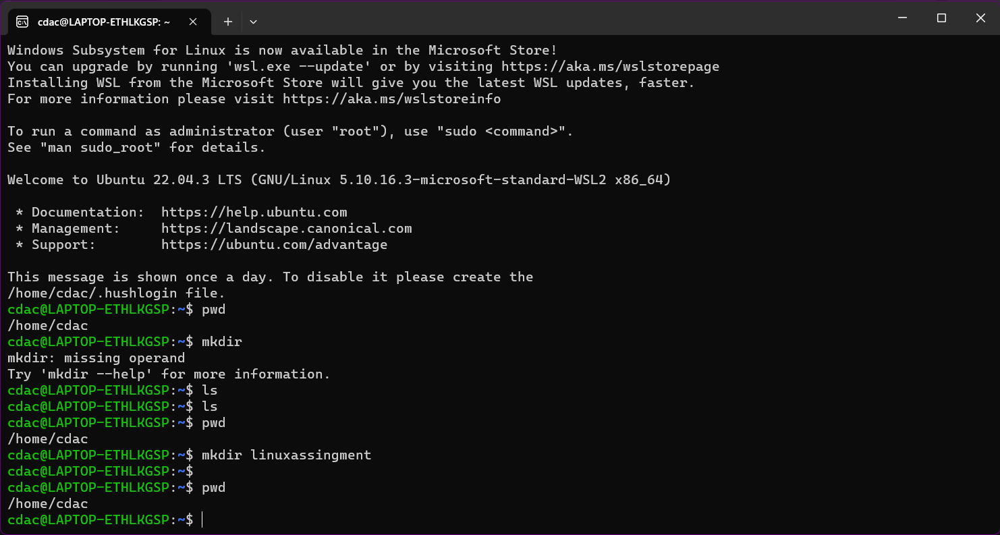 cdac@LAPTOP-ETHLKGSP: ~
Windows Subsystem for Linux is now available in the Microsoft Store!
You can upgrade by running 'wsl.exe --update' or by visiting https://aka.ms/wslstorepage
Installing WSL from the Microsoft Store will give you the latest WSL updates, faster.
For more information please visit https://aka.ms/wslstoreinfo
To run a command as administrator (user "root"), use "sudo <command>".
See "man sudo_root" for details.
Welcome to Ubuntu 22.04.3 LTS (GNU/Linux 5.10.16.3-microsoft-standard-WSL2 x86_64)
* Documentation:  https://help.ubuntu.com
* Management:     https://landscape.canonical.com
* Support:        https://ubuntu.com/advantage
This message is shown once a day. To disable it please create the
/home/cdac/.hushlogin file.
cdac@LAPTOP-ETHLKGSP:~$ pwd
/home/cdac
cdac@LAPTOP-ETHLKGSP:~$ mkdir
mkdir: missing operand
Try 'mkdir --help' for more information.
cdac@LAPTOP-ETHLKGSP:~$ ls
cdac@LAPTOP-ETHLKGSP:~$ ls
cdac@LAPTOP-ETHLKGSP:~$ pwd
/home/cdac
cdac@LAPTOP-ETHLKGSP:~$ mkdir linuxassingment
cdac@LAPTOP-ETHLKGSP:~$
cdac@LAPTOP-ETHLKGSP:~$ pwd
/home/cdac
cdac@LAPTOP-ETHLKGSP:~$